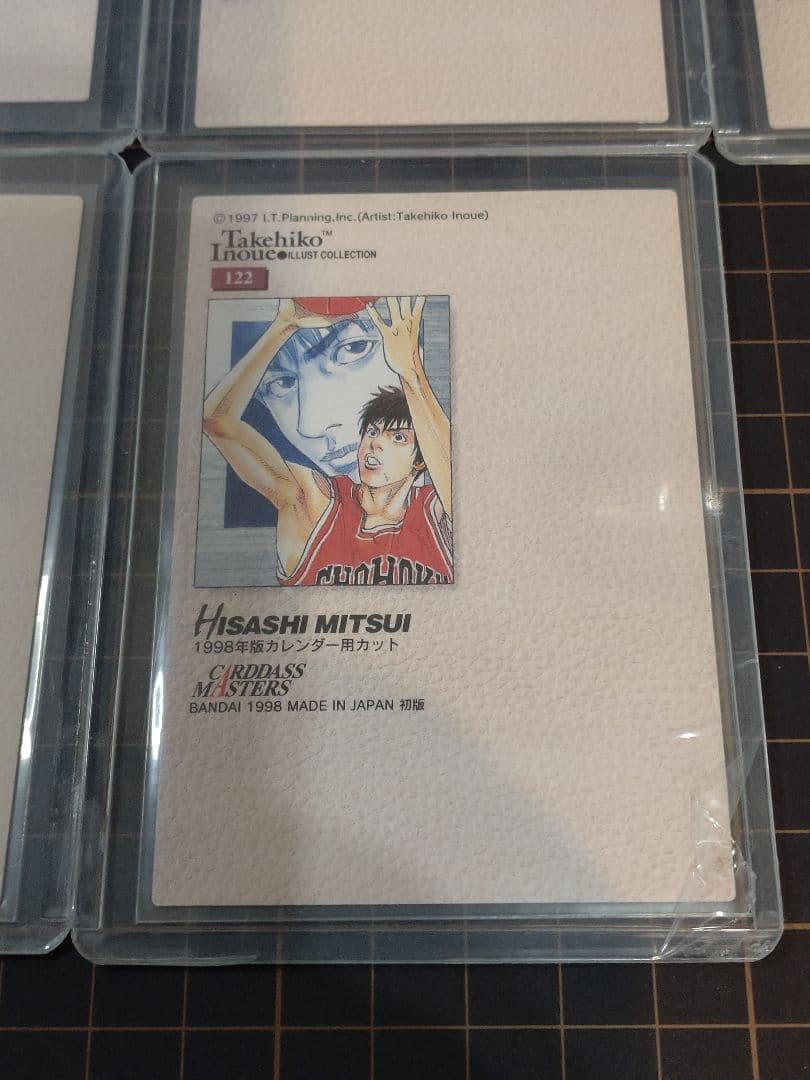 ©1997 I.T.Planning,Inc.(Artist:Takehiko Inoue)
Takehiko™
Inoue●ILLUST COLLECTION
122
SHOHOKU
HISASHI MITSUI
1998年版カレンダー用カット
CARDDASS
MASTERS
BANDAI 1998 MADE IN JAPAN 初版